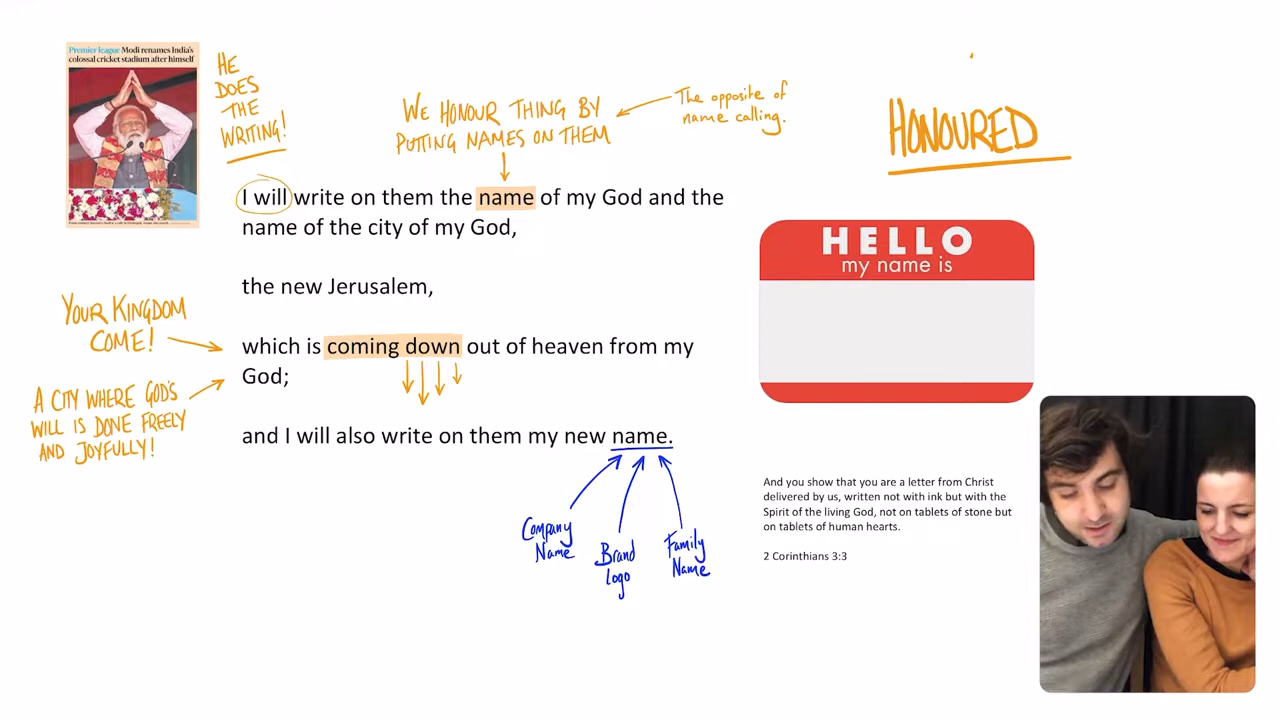 Premier league Modi renames India's
colossal cricket stadium after himself
HE
DOES
THE
WRITING!
WE HONOUR THING BY
PUTTING NAMES ON THEM
The opposite of
name calling.
HONOURED
I will write on them the name of my God and the
name of the city of my God,
the new Jerusalem,
YOUR KINGDOM
COME!
which is coming down out of heaven from my
God;
A CITY WHERE GOD'S
WILL IS DONE FREELY
AND JOYFULLY!
and I will also write on them my new name.
Company
Name
Brand
Logo
Family
Name
HELLO
my name is
And you show that you are a letter from Christ
delivered by us, written not with ink but with the
Spirit of the living God, not on tablets of stone but
on tablets of human hearts.
2 Corinthians 3:3